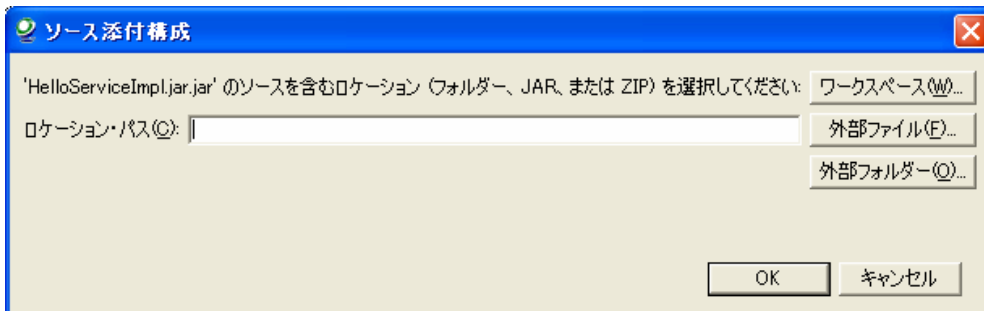 ソース添付構成
'HelloServiceImpl.jar.jar' のソースを含むロケーション (フォルダー、JAR、または ZIP) を選択してください:
ワークスペース(W)...
ロケーション・パス(C):
外部ファイル(F)...
外部フォルダー(O)...
OK
キャンセル